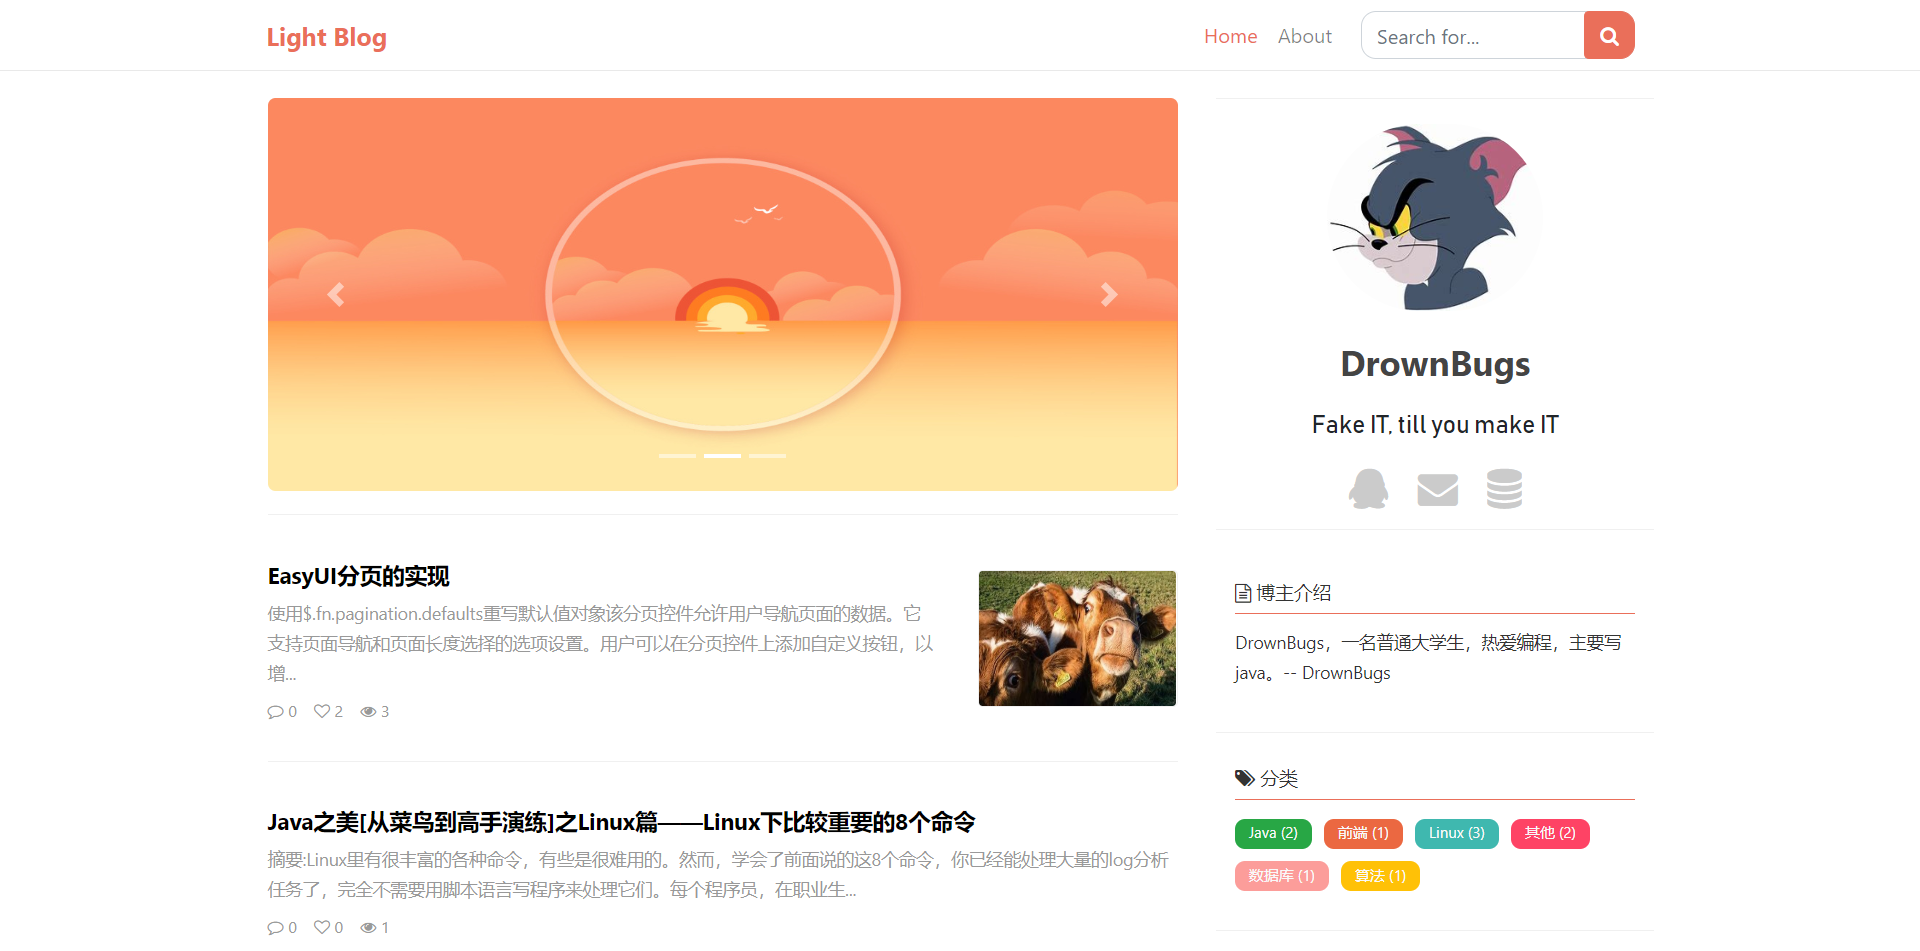 Light Blog
Home
About
Search for...
DrownBugs
Fake IT, till you make IT
EasyUI分页的实现
使用$.fn.pagination.defaults重写默认值对象该分页控件允许用户导航页面的数据。它
支持页面导航和页面长度选择的选项设置。用户可以在分页控件上添加自定义按钮，以
增...
0 2 3
博主介绍
DrownBugs，一名普通大学生，热爱编程，主要写
java。-- DrownBugs
分类
Java (2) 前端 (1) Linux (3) 其他 (2)
数据库 (1) 算法 (1)
Java之美[从菜鸟到高手演练]之Linux篇——Linux下比较重要的8个命令
摘要:Linux里有很丰富的各种命令，有些是很难用的。然而，学会了前面说的这8个命令，你已经能处理大量的log分析
任务了，完全不需要用脚本语言写程序来处理它们。每个程序员，在职业生...
0 0 1